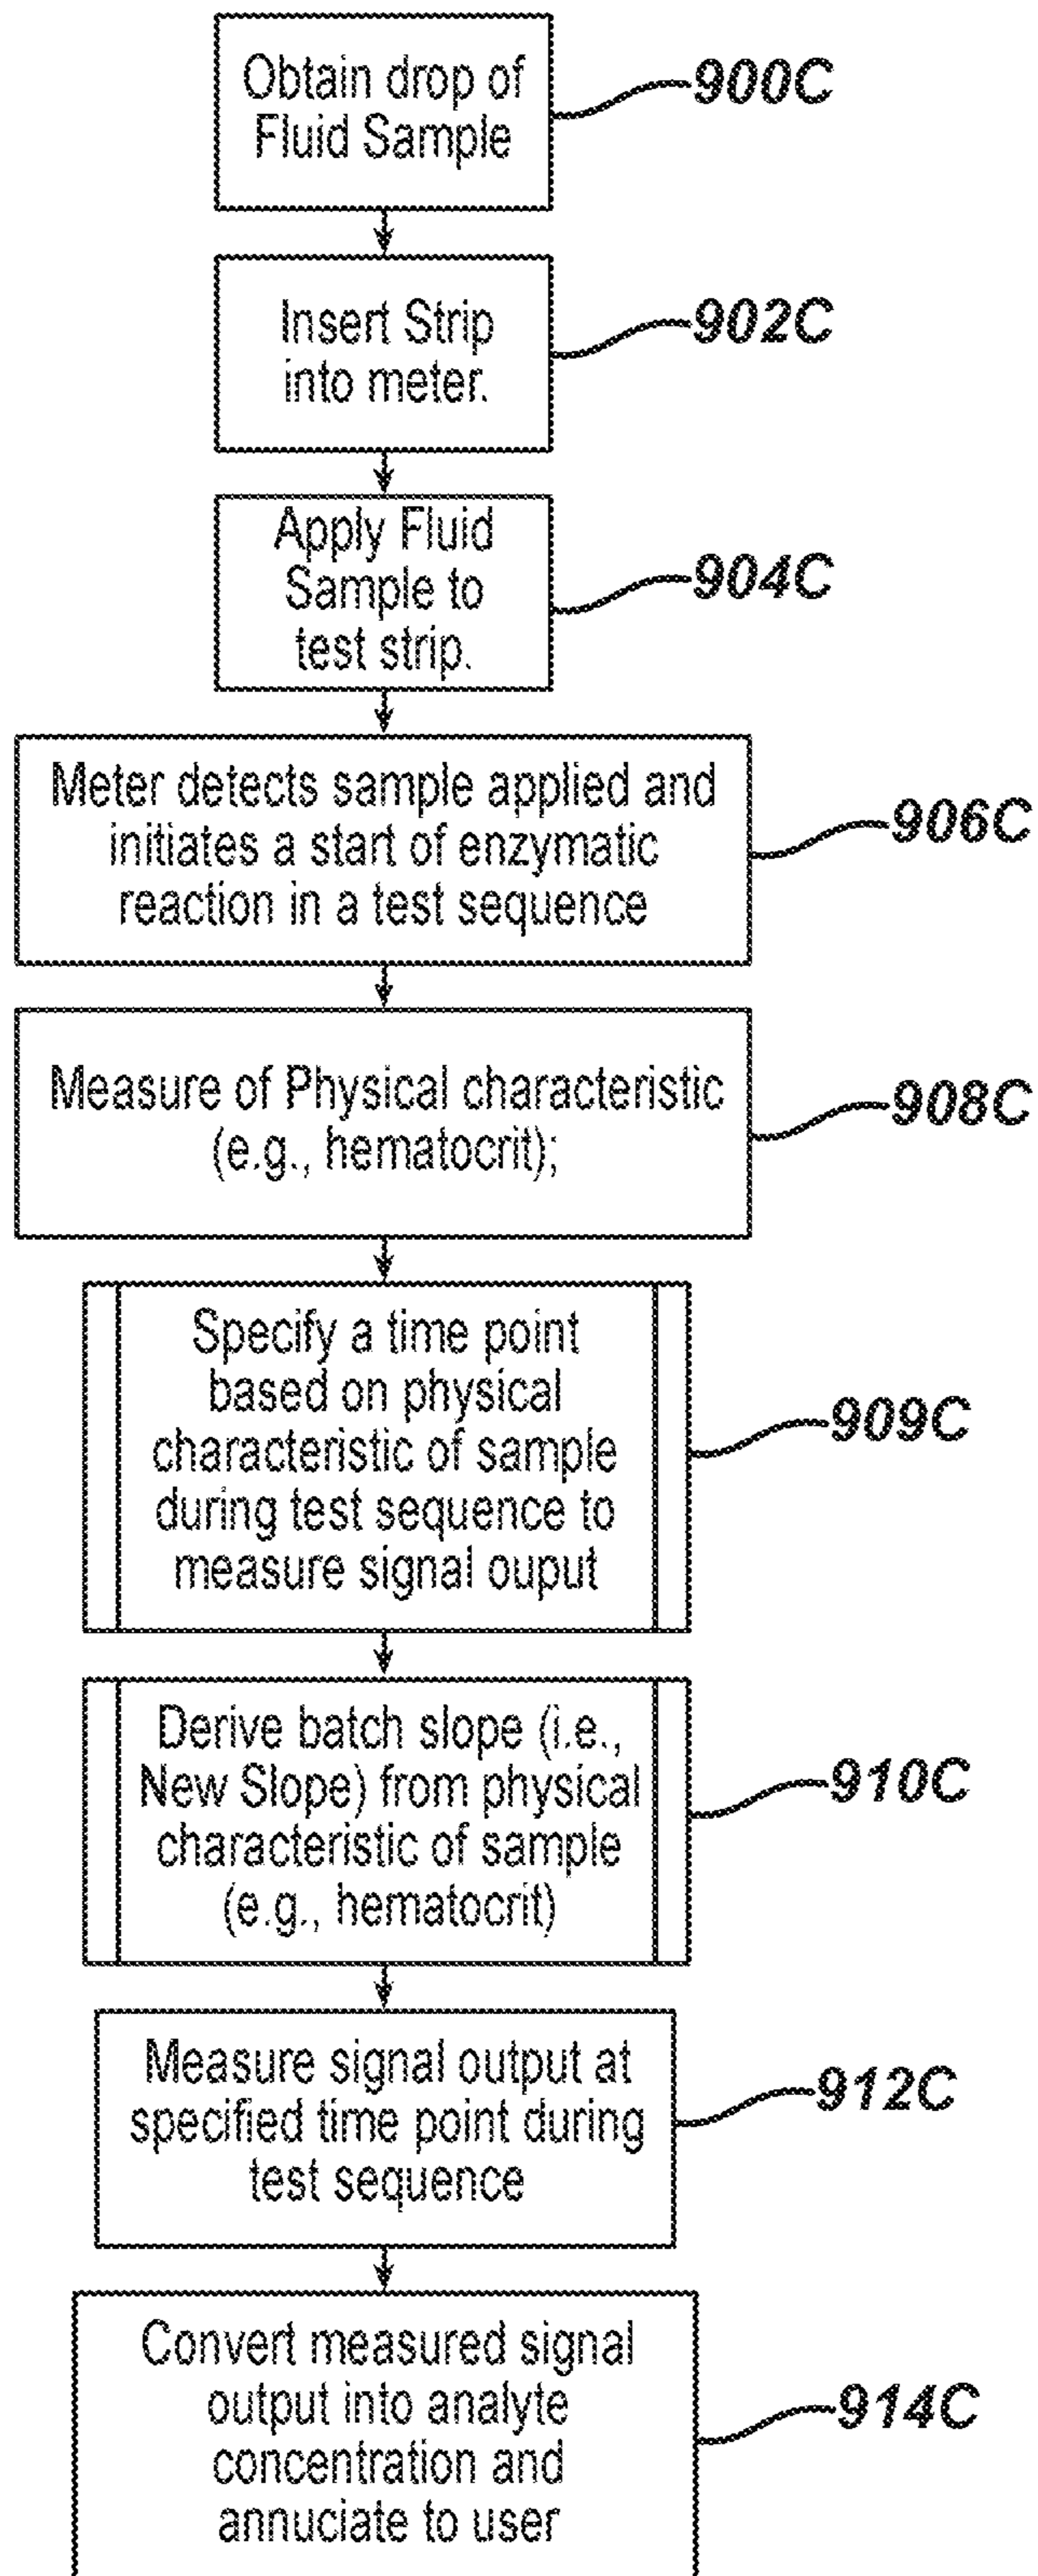 Obtain drop of
Fluid Sample
900C
Insert Strip
into meter.
902C
Apply Fluid
Sample to
test strip.
904C
Meter detects sample applied and
initiates a start of enzymatic
reaction in a test sequence
906C
Measure of Physical characteristic
(e.g., hematocrit);
908C
Specify a time point
based on physical
characteristic of sample
during test sequence to
measure signal ouput
909C
Derive batch slope (i.e.,
New Slope) from physical
characteristic of sample
(e.g., hematocrit)
910C
Measure signal output at
specified time point during
test sequence
912C
Convert measured signal
output into analyte
concentration and
annuciate to user
914C